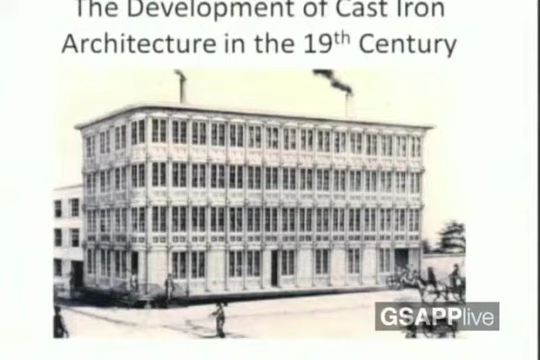 The Development of Cast Iron
Architecture in the 19th Century
GSAPPlive